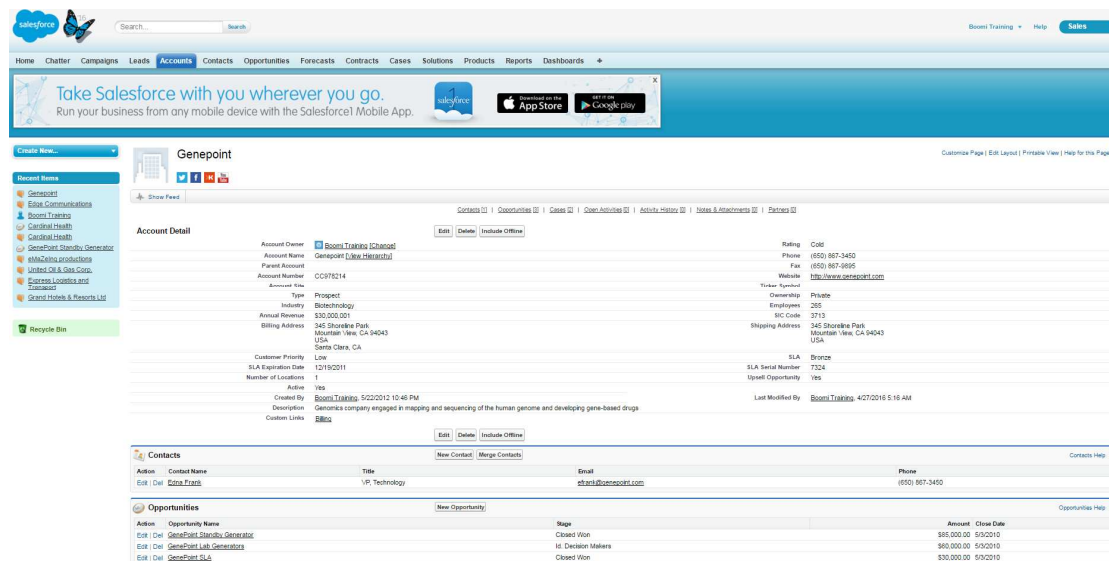 salesforce Search... Search Boomi Training Help Sales
Home Chatter Campaigns Leads Accounts Contacts Opportunities Forecasts Contracts Cases Solutions Products Reports Dashboards +
Take Salesforce with you wherever you go.
Run your business from any mobile device with the Salesforce1 Mobile App.
salesforce
Download on the App Store
GET IT ON Google play
X
Create New...
Recent Items
Genepoint
Edge Communications
Boomi Training
Cardinal Health
Cardinal Health
GenePoint Standby Generator
eMaZeing productions
United Oil & Gas Corp.
Express Logistics and
Transport
Grand Hotels & Resorts Ltd
Recycle Bin
Genepoint
Customize Page | Edit Layout | Printable View | Help for this Page
Show Feed
Contacts [1] | Opportunities [3] | Cases [2] | Open Activities [0] | Activity History [0] | Notes & Attachments [0] | Partners [0]
Account Detail Edit Delete Include Offline
Account Owner Boomi Training [Change] Rating Cold
Account Name Genepoint [View Hierarchy] Phone (650) 867-3450
Parent Account Fax (650) 867-9895
Account Number CC978214 Website http://www.genepoint.com
Account Site Ticker Symbol
Type Prospect Ownership Private
Industry Biotechnology Employees 265
Annual Revenue $30,000,001 SIC Code 3713
Billing Address 345 Shoreline Park Shipping Address 345 Shoreline Park
Mountain View, CA 94043 Mountain View, CA 94043
USA USA
Santa Clara, CA
Customer Priority Low SLA Bronze
SLA Expiration Date 12/19/2011 SLA Serial Number 7324
Number of Locations 1 Upsell Opportunity Yes
Active Yes
Created By Boomi Training, 5/22/2012 10:46 PM Last Modified By Boomi Training, 4/27/2016 5:16 AM
Description Genomics company engaged in mapping and sequencing of the human genome and developing gene-based drugs
Custom Links Billing
Edit Delete Include Offline
Contacts New Contact Merge Contacts Contacts Help
Action Contact Name Title Email Phone
Edit | Del Edna Frank VP, Technology efrank@genepoint.com (650) 867-3450
Opportunities New Opportunity Opportunities Help
Action Opportunity Name Stage Amount Close Date
Edit | Del GenePoint Standby Generator Closed Won $85,000.00 5/3/2010
Edit | Del GenePoint Lab Generators Id. Decision Makers $60,000.00 5/3/2010
Edit | Del GenePoint SLA Closed Won $30,000.00 5/3/2010